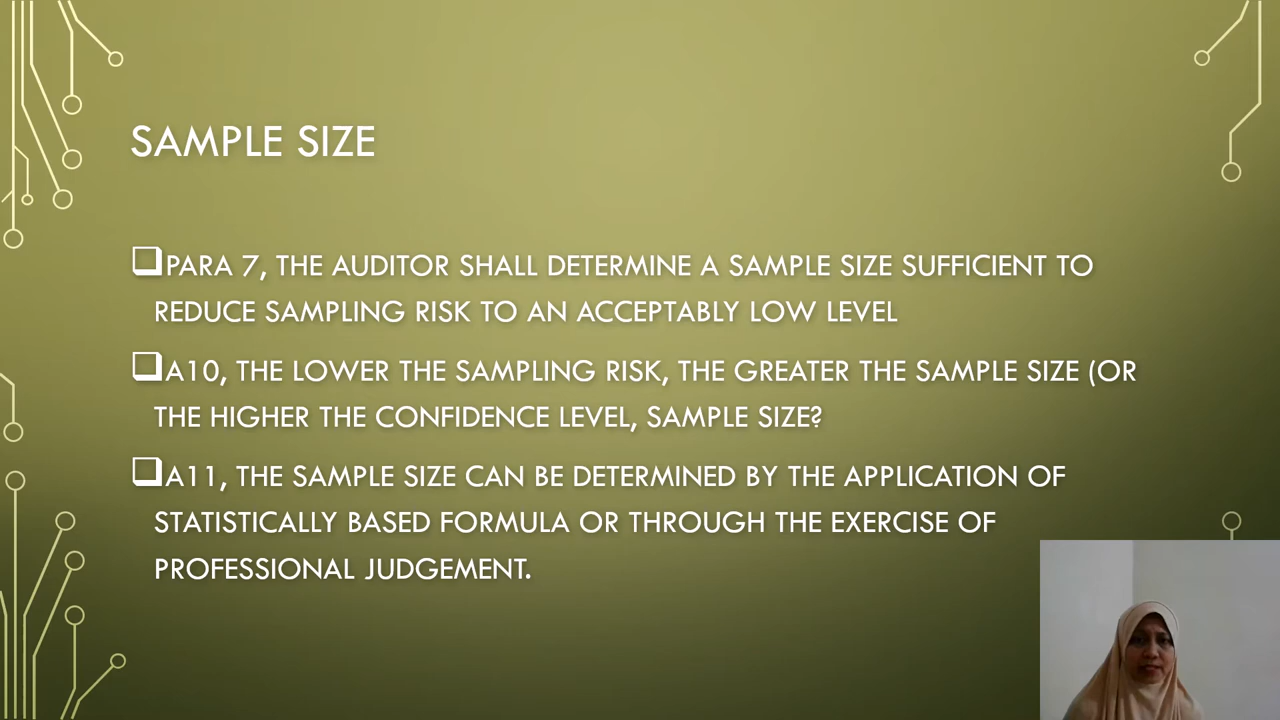 SAMPLE SIZE
PARA 7, THE AUDITOR SHALL DETERMINE A SAMPLE SIZE SUFFICIENT TO
REDUCE SAMPLING RISK TO AN ACCEPTABLY LOW LEVEL
A10, THE LOWER THE SAMPLING RISK, THE GREATER THE SAMPLE SIZE (OR
THE HIGHER THE CONFIDENCE LEVEL, SAMPLE SIZE?
A11, THE SAMPLE SIZE CAN BE DETERMINED BY THE APPLICATION OF
STATISTICALLY BASED FORMULA OR THROUGH THE EXERCISE OF
PROFESSIONAL JUDGEMENT.